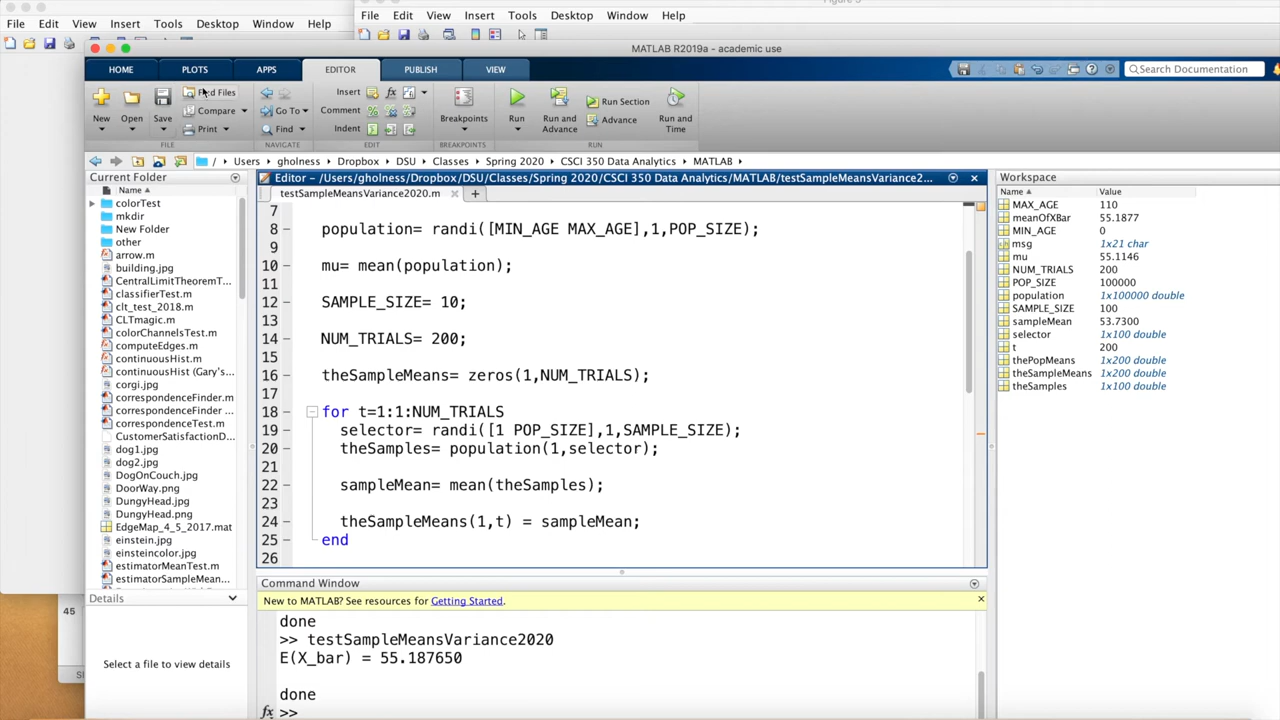 File Edit View Insert Tools Desktop Window Help
File Edit View Insert Tools Desktop Window Help
MATLAB R2019a - academic use
HOME PLOTS APPS EDITOR PUBLISH VIEW
Search Documentation
New Open Save Find Files Compare Print
FILE
Go To Find
NAVIGATE
Insert Comment Indent
EDIT
Breakpoints
BREAKPOINTS
Run Run and Advance Run Section Advance Run and Time
RUN
/ Users gholness Dropbox DSU Classes Spring 2020 CSCI 350 Data Analytics MATLAB
Current Folder
Name
colorTest
mkdir
New Folder
other
arrow.m
building.jpg
CentralLimitTheoremT...
classifierTest.m
clt_test_2018.m
CLTmagic.m
colorChannelsTest.m
computeEdges.m
continuousHist.m
continuousHist (Gary's...
corgi.jpg
correspondenceFinder.m
correspondenceFinder ...
correspondenceTest.m
CustomerSatisfactionD...
dog1.jpg
dog2.jpg
DogOnCouch.jpg
DoorWay.png
DungyHead.jpg
DungyHead.png
EdgeMap_4_5_2017.mat
einstein.jpg
einsteincolor.jpg
estimatorMeanTest.m
estimatorSampleMean...
Details
Select a file to view details
45
Editor - /Users/gholness/Dropbox/DSU/Classes/Spring 2020/CSCI 350 Data Analytics/MATLAB/testSampleMeansVariance2...
testSampleMeansVariance2020.m
7
8 – population= randi([MIN_AGE MAX_AGE],1,POP_SIZE);
9
10 – mu= mean(population);
11
12 – SAMPLE_SIZE= 10;
13
14 – NUM_TRIALS= 200;
15
16 – theSampleMeans= zeros(1,NUM_TRIALS);
17
18 – for t=1:1:NUM_TRIALS
19 – selector= randi([1 POP_SIZE],1,SAMPLE_SIZE);
20 – theSamples= population(1,selector);
21
22 – sampleMean= mean(theSamples);
23
24 – theSampleMeans(1,t) = sampleMean;
25 – end
26
Command Window
New to MATLAB? See resources for Getting Started.
done
>> testSampleMeansVariance2020
E(X_bar) = 55.187650
done
fx >>
Workspace
Name Value
MAX_AGE 110
meanOfXBar 55.1877
MIN_AGE 0
msg 1x21 char
mu 55.1146
NUM_TRIALS 200
POP_SIZE 100000
population 1x100000 double
SAMPLE_SIZE 100
sampleMean 53.7300
selector 1x100 double
t 200
thePopMeans 1x200 double
theSampleMeans 1x200 double
theSamples 1x100 double